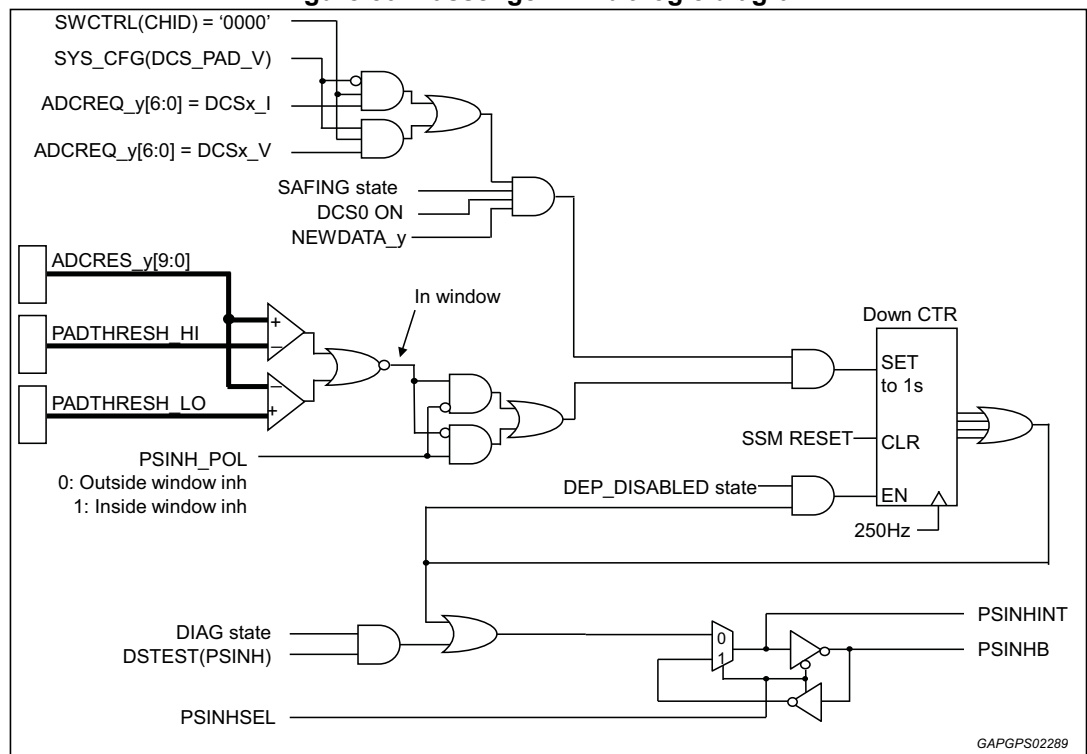 SWCTRL(CHID) = ‘0000’
SYS_CFG(DCS_PAD_V)
ADCREQ_y[6:0] = DCSx_I
ADCREQ_y[6:0] = DCSx_V
SAFING state
DCS0 ON
NEWDATA_y
ADCRES_y[9:0]
In window
PADTHRESH_HI
+
−
Down CTR
SET
to 1s
PADTHRESH_LO
−
+
SSM RESET
CLR
PSINH_POL
0: Outside window inh
1: Inside window inh
DEP_DISABLED state
EN
250Hz
PSINHINT
DIAG state
0
1
PSINHB
DSTEST(PSINH)
PSINHSEL
GAPGPS02289